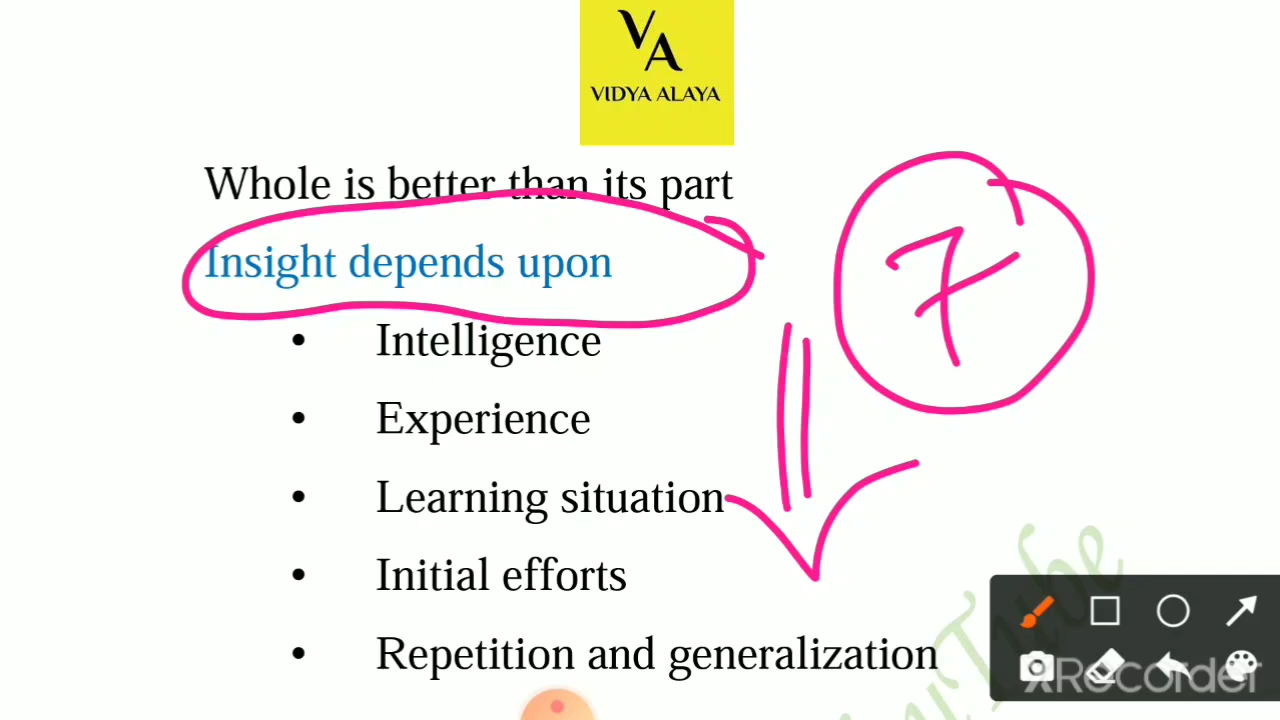 VA
VIDYA ALAYA
Whole is better than its part
Insight depends upon
7
• Intelligence
• Experience
• Learning situation
• Initial efforts
• Repetition and generalization
XRecorder